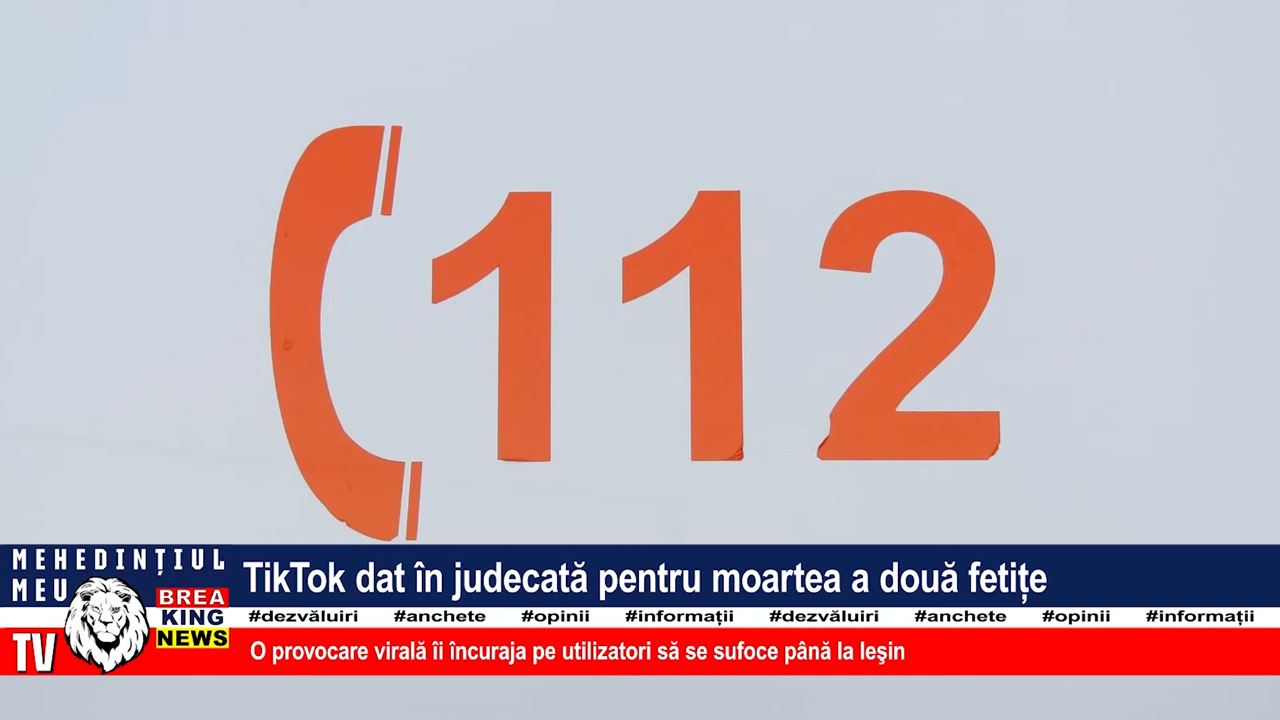 112
MEHEDINȚIUL
MEU
TV
BREA
KING
NEWS
TikTok dat în judecată pentru moartea a două fetițe
#dezvăluiri #anchete #opinii #informații #dezvăluiri #anchete #opinii #informații
O provocare virală îi încuraja pe utilizatori să se sufoce până la leşin